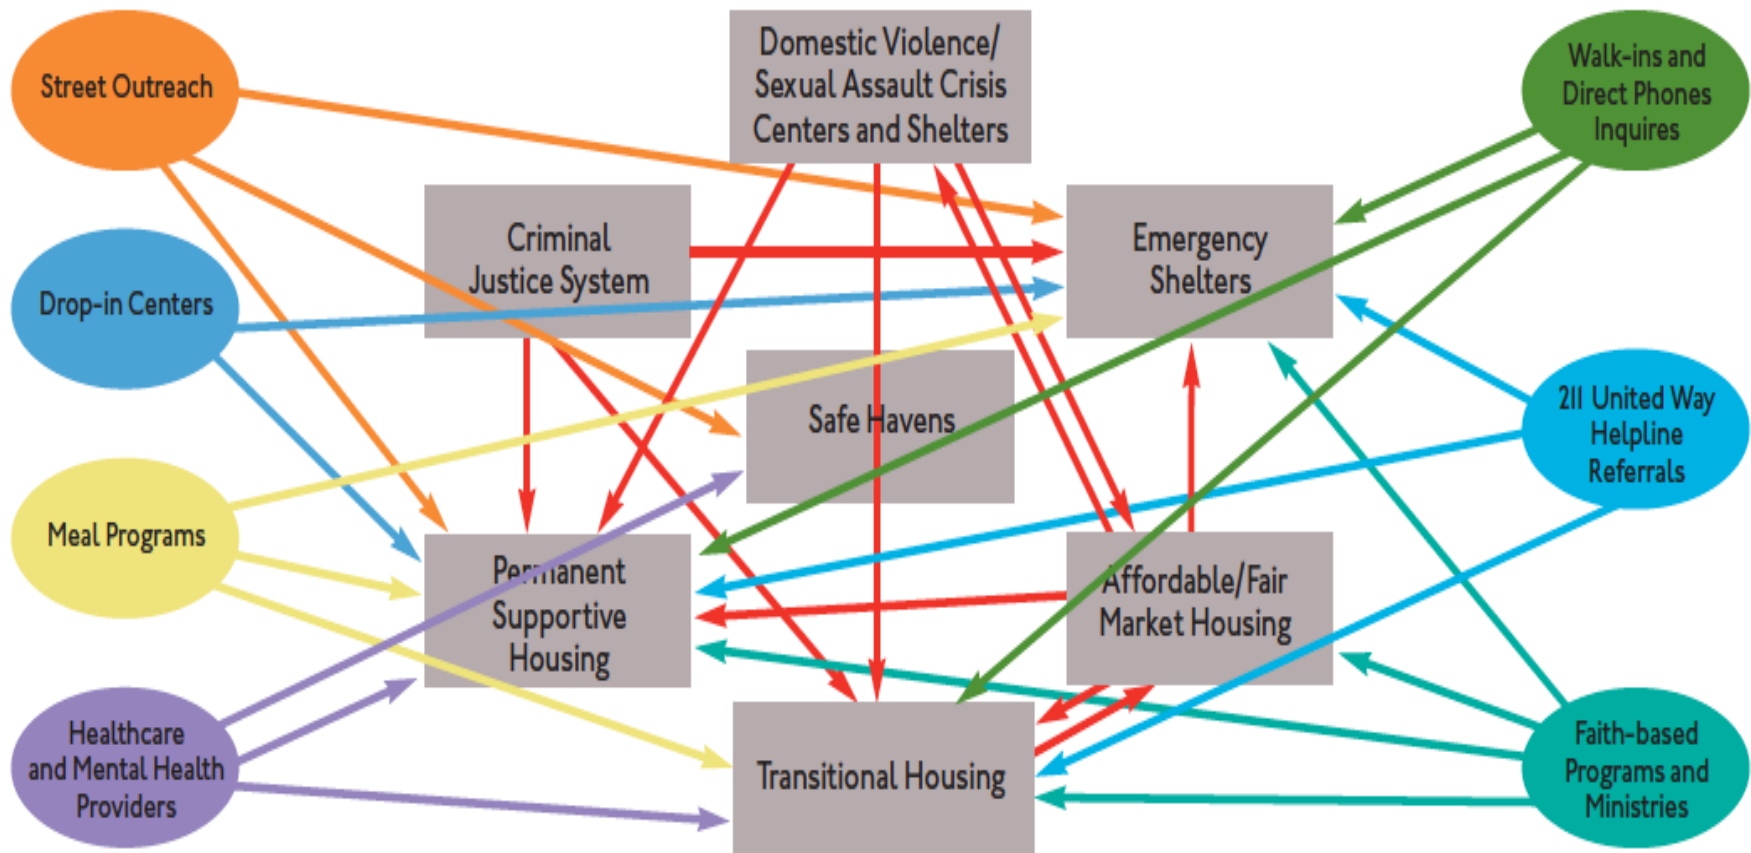 Street Outreach
Domestic Violence/
Sexual Assault Crisis
Centers and Shelters
Walk-ins and
Direct Phones
Inquires
Criminal
Justice System
Emergency
Shelters
Drop-in Centers
Safe Havens
211 United Way
Helpline
Referrals
Meal Programs
Permanent
Supportive
Housing
Affordable/Fair
Market Housing
Healthcare
and Mental Health
Providers
Transitional Housing
Faith-based
Programs and
Ministries